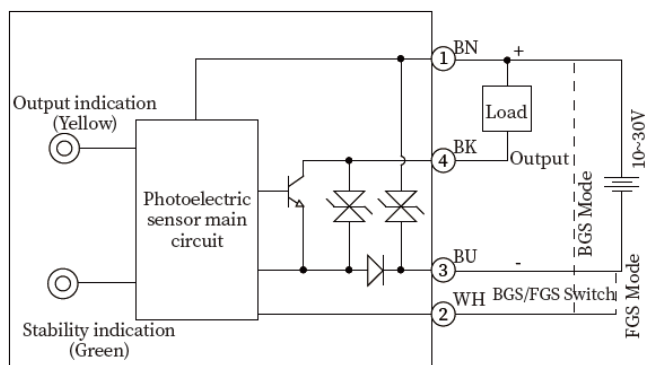 Output indication
(Yellow)
Photoelectric
sensor main
circuit
Stability indication
(Green)
1 BN +
Load
4 BK
Output
10~30V
BGS Mode
3 BU -
BGS/FGS Switch
2 WH
FGS Mode